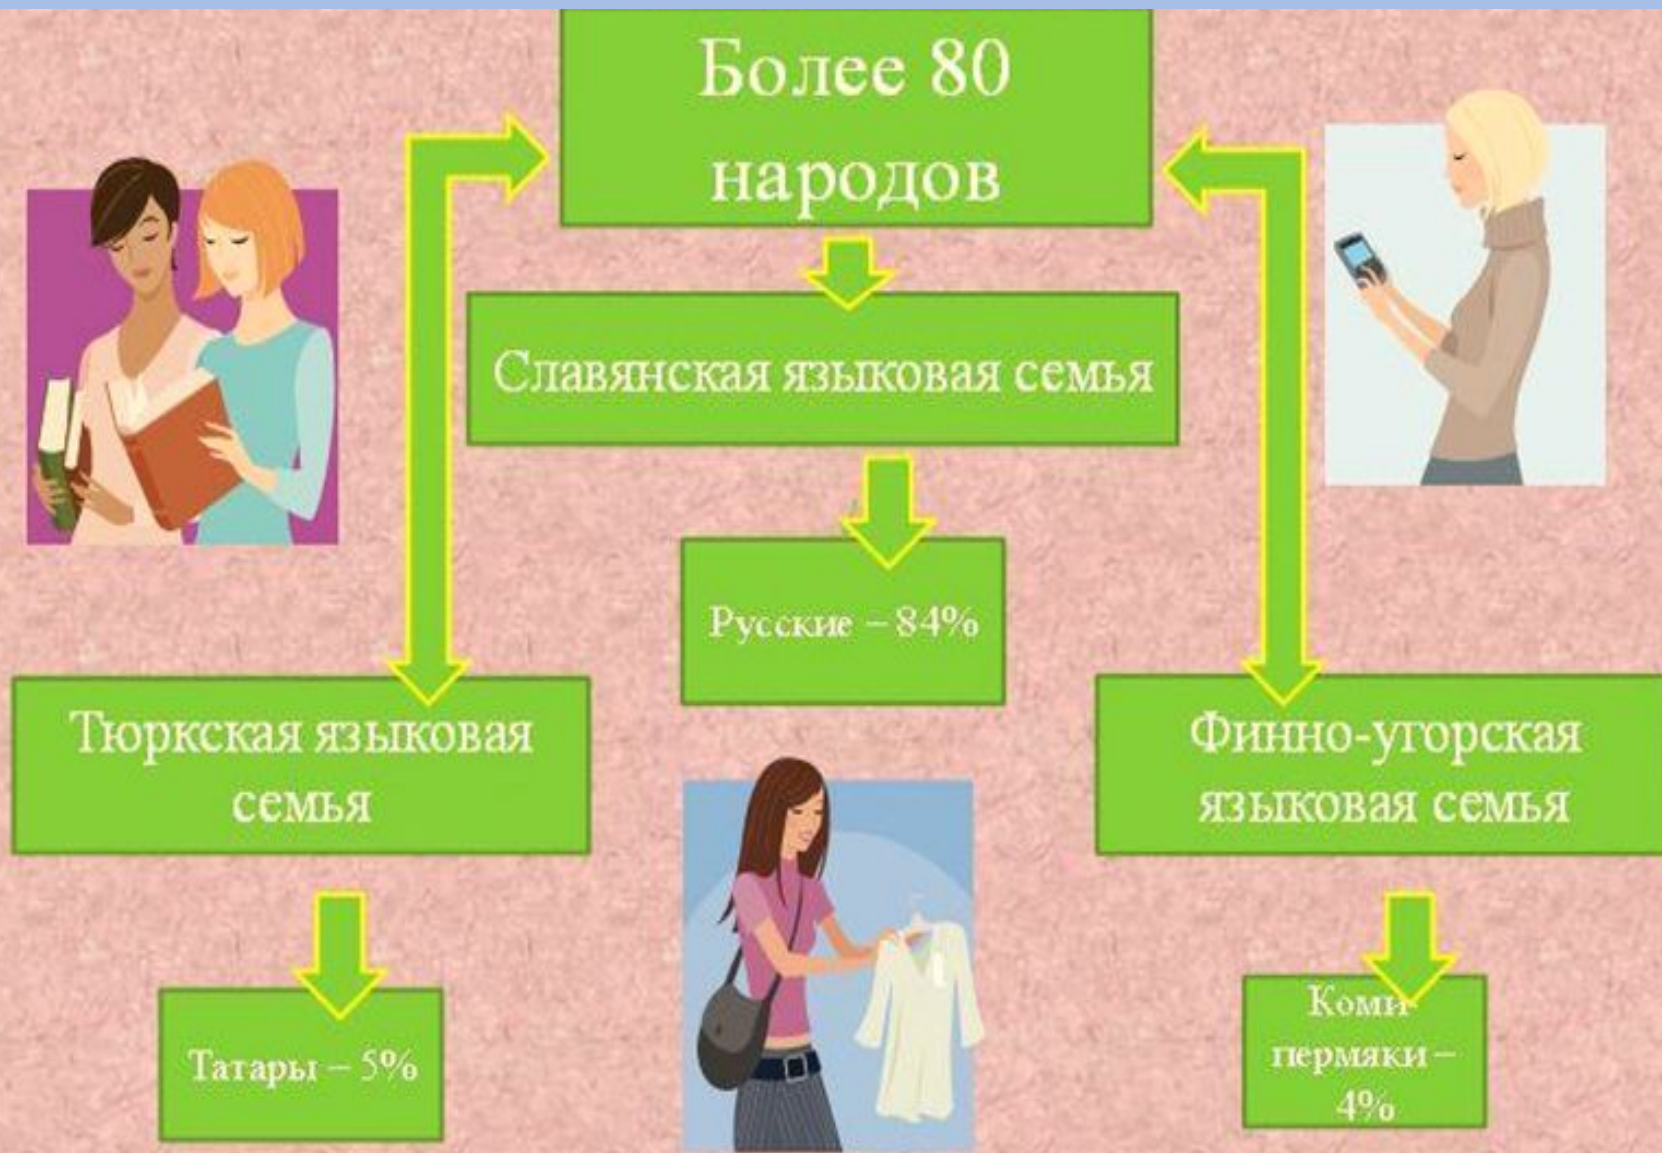 Более 80
народов
Славянская языковая семья
Русские – 84%
Тюркская языковая
семья
Финно-угорская
языковая семья
Татары – 5%
Коми-
пермяки –
4%